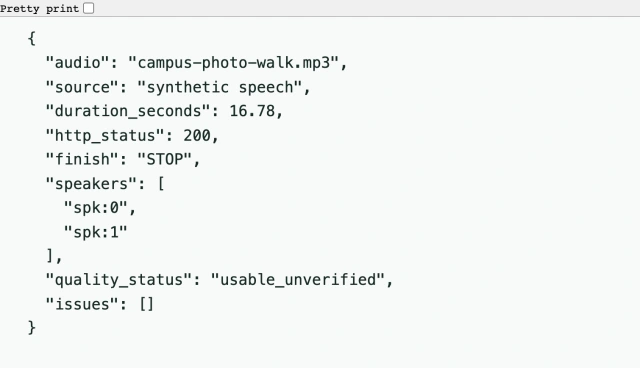 Pretty print
{
  "audio": "campus-photo-walk.mp3",
  "source": "synthetic speech",
  "duration_seconds": 16.78,
  "http_status": 200,
  "finish": "STOP",
  "speakers": [
    "spk:0",
    "spk:1"
  ],
  "quality_status": "usable_unverified",
  "issues": []
}